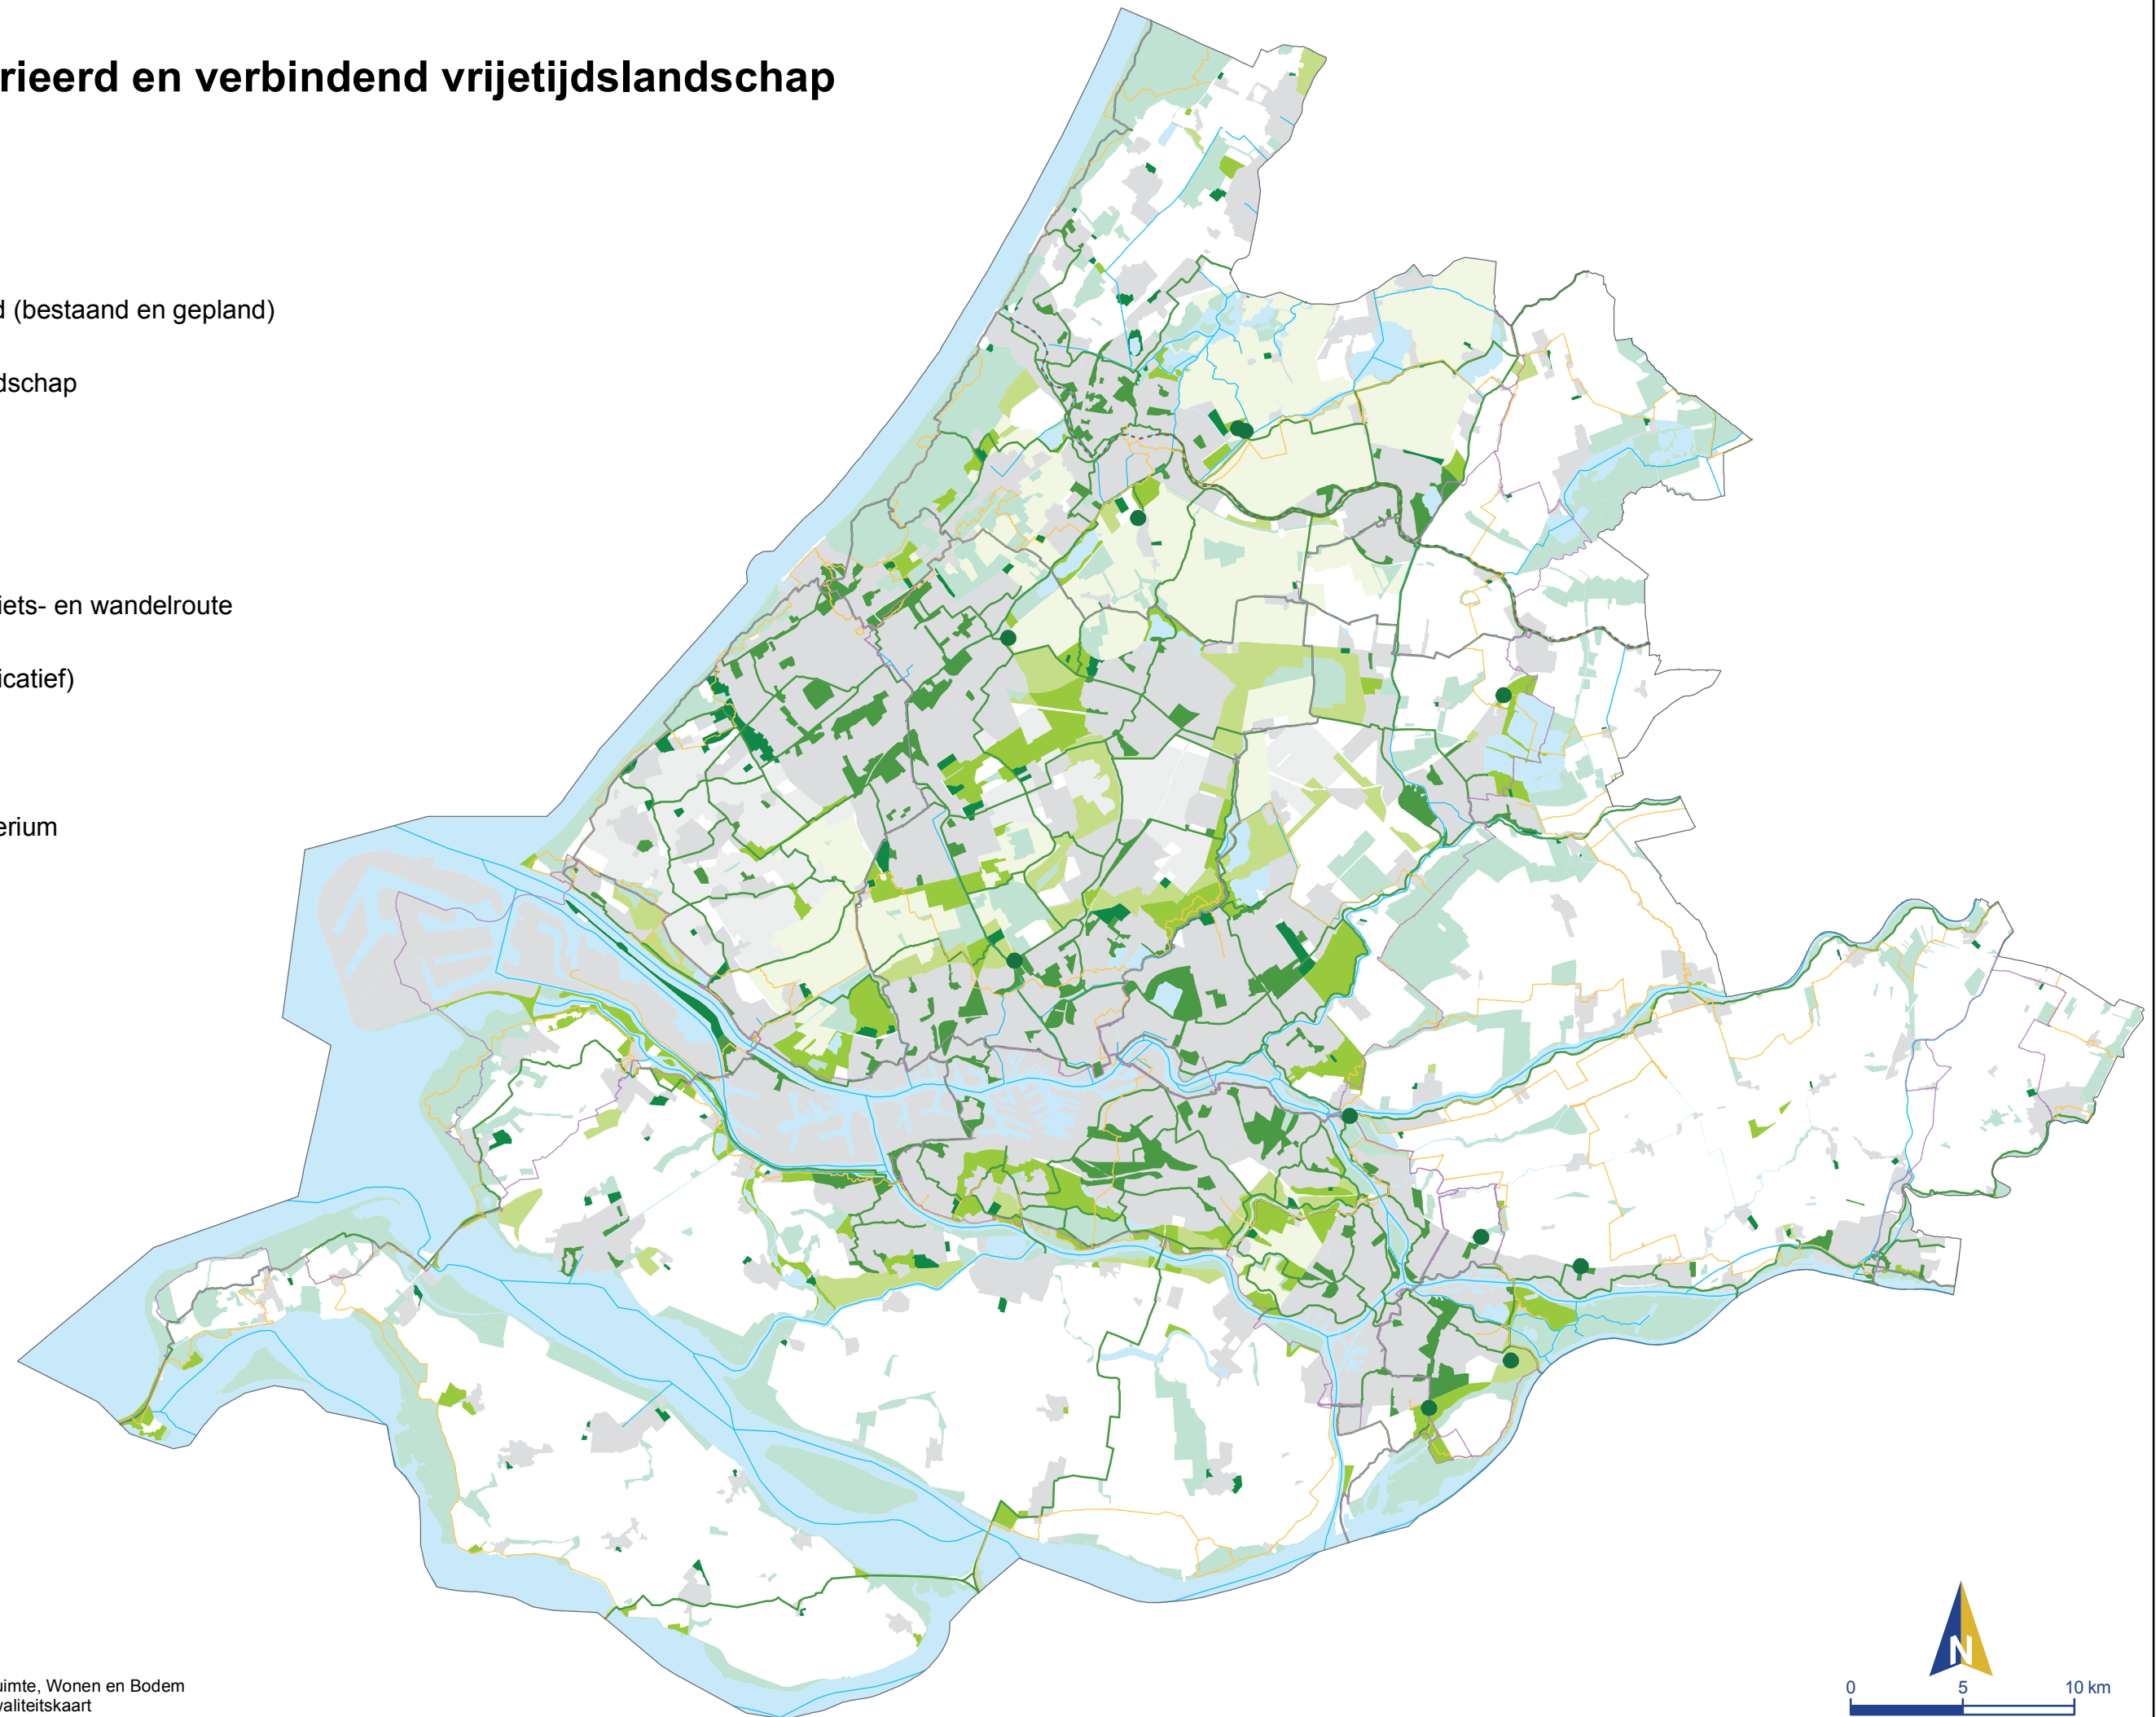 rieerd en verbindend vrijetijdslandschap
d (bestaand en gepland)
dschap
iets- en wandelroute
icatief)
erium
uimte, Wonen en Bodem
waliteitskaart
N
0 5 10 km